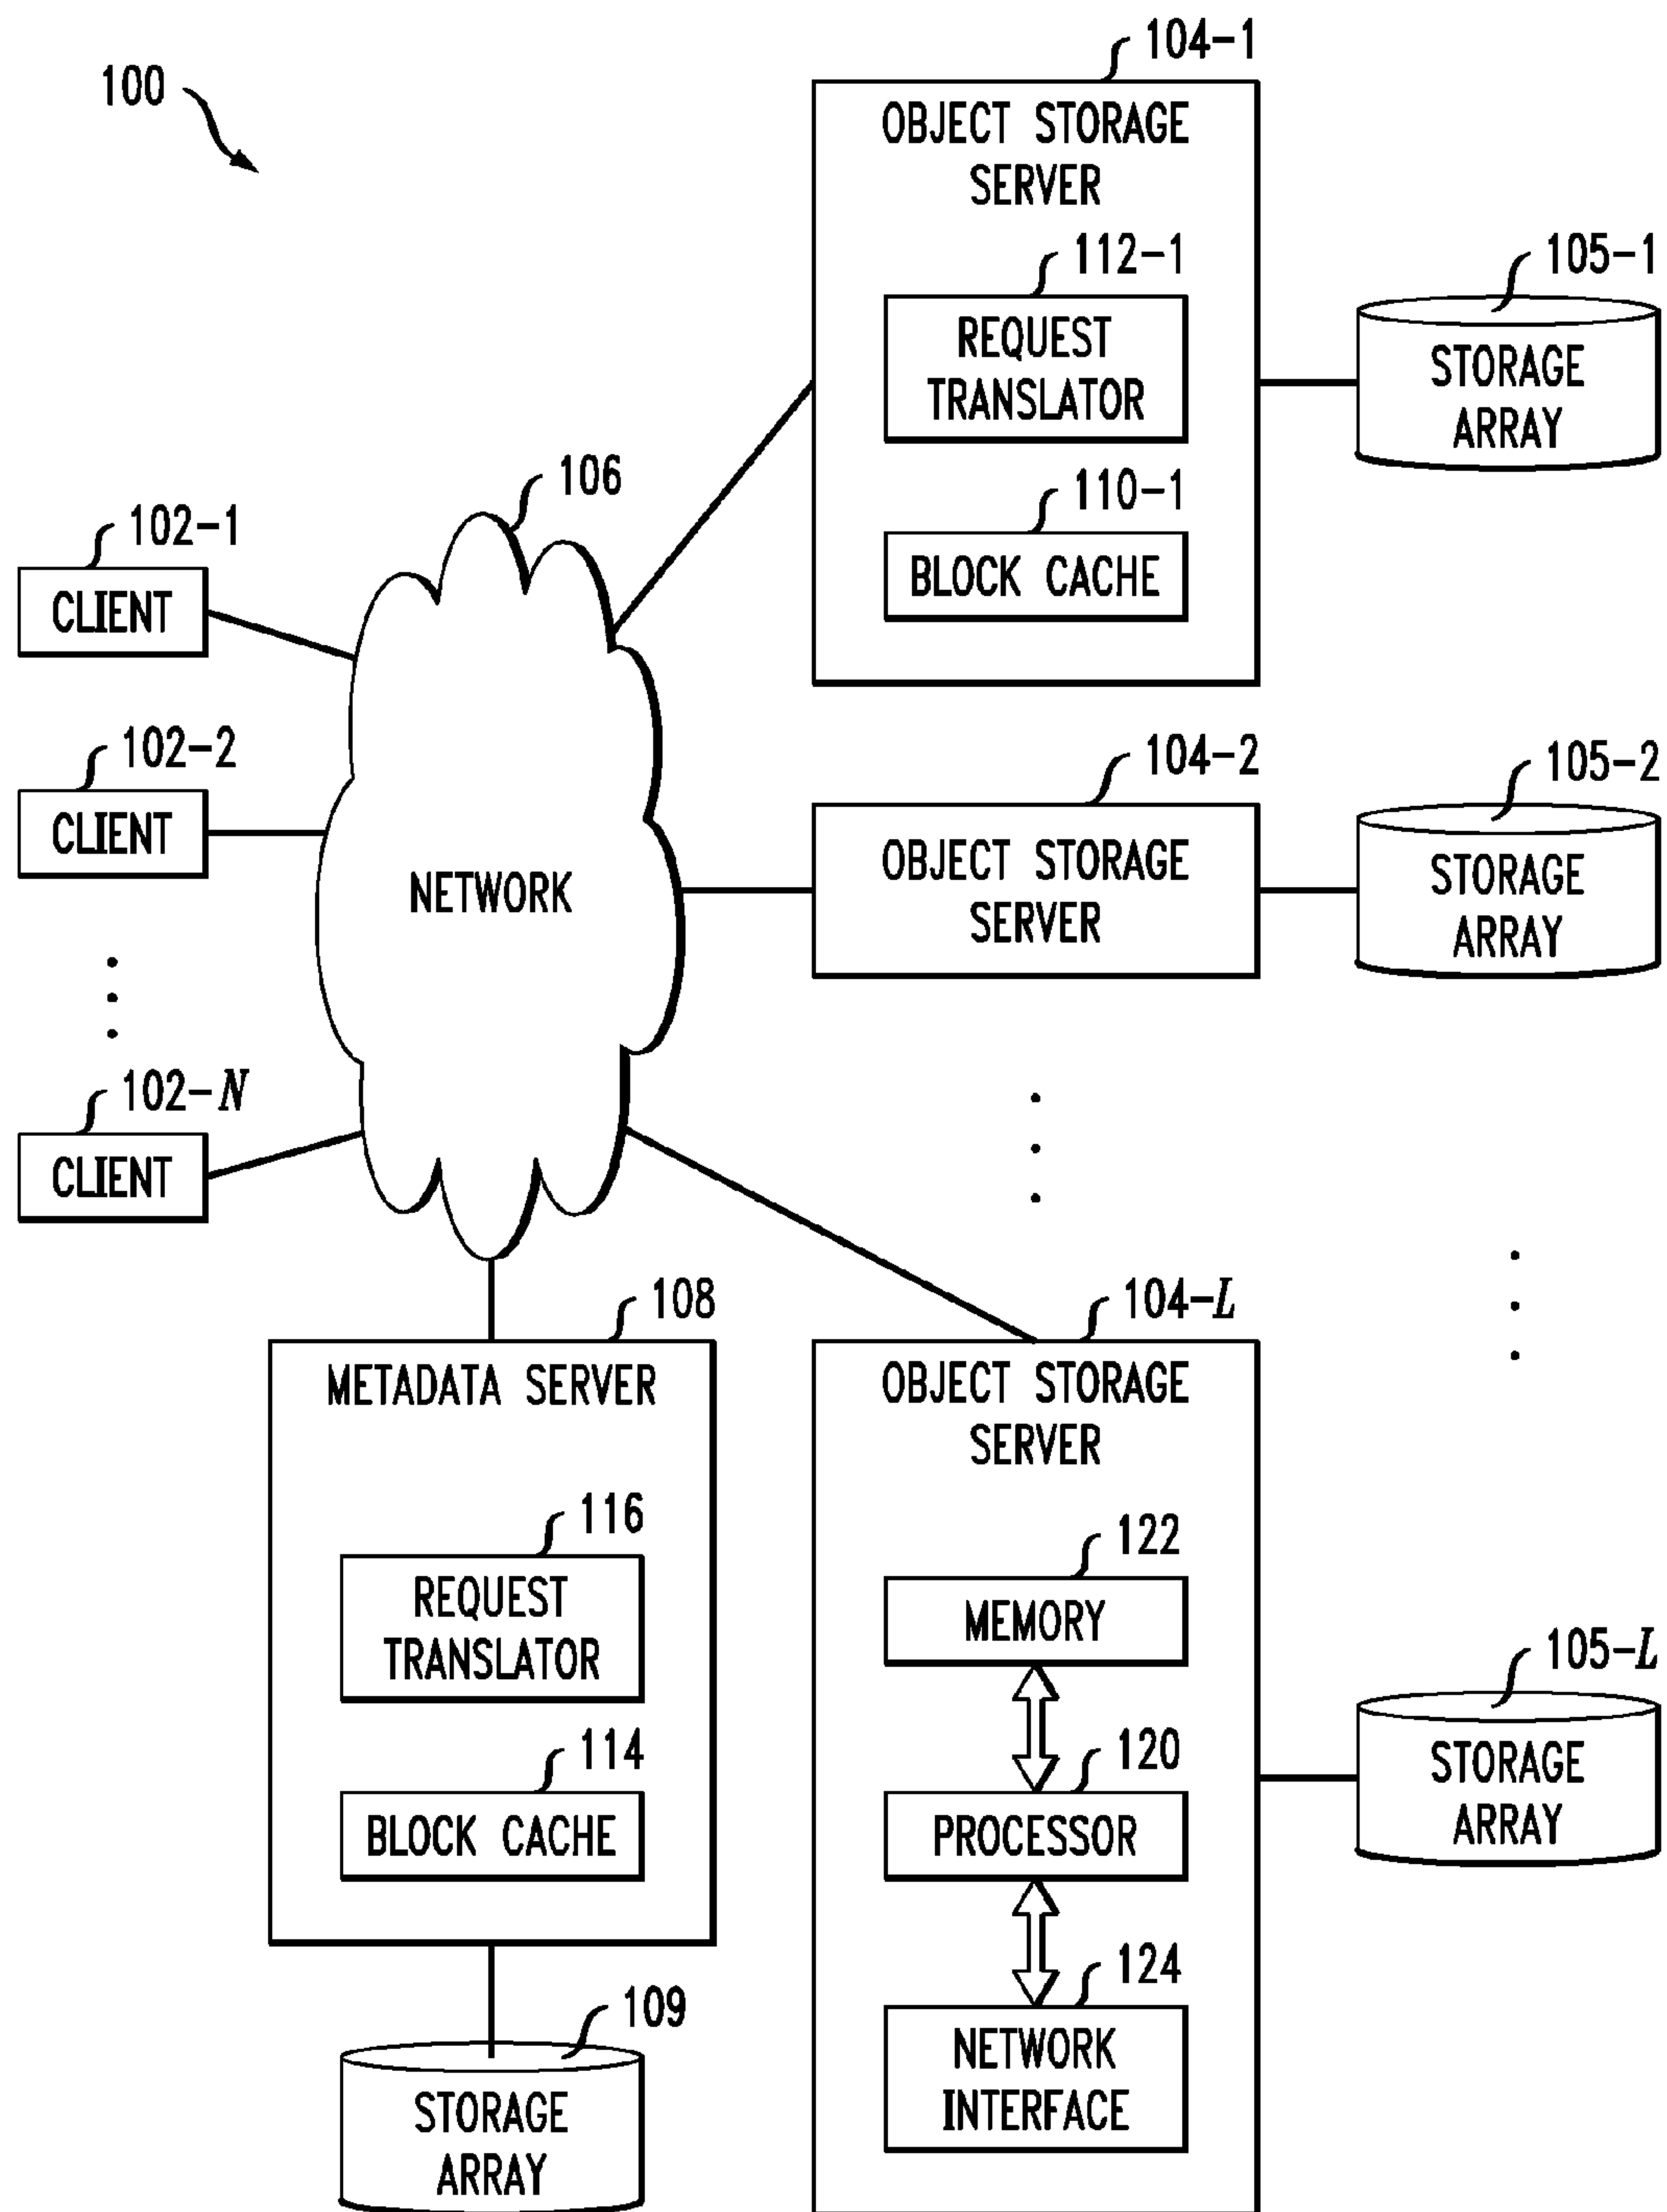 100
104-1
OBJECT STORAGE
SERVER
112-1
REQUEST
TRANSLATOR
110-1
BLOCK CACHE
105-1
STORAGE
ARRAY
106
NETWORK
102-1
CLIENT
102-2
CLIENT
102-N
CLIENT
104-2
OBJECT STORAGE
SERVER
105-2
STORAGE
ARRAY
108
METADATA SERVER
116
REQUEST
TRANSLATOR
114
BLOCK CACHE
109
STORAGE
ARRAY
104-L
OBJECT STORAGE
SERVER
122
MEMORY
120
PROCESSOR
124
NETWORK
INTERFACE
105-L
STORAGE
ARRAY